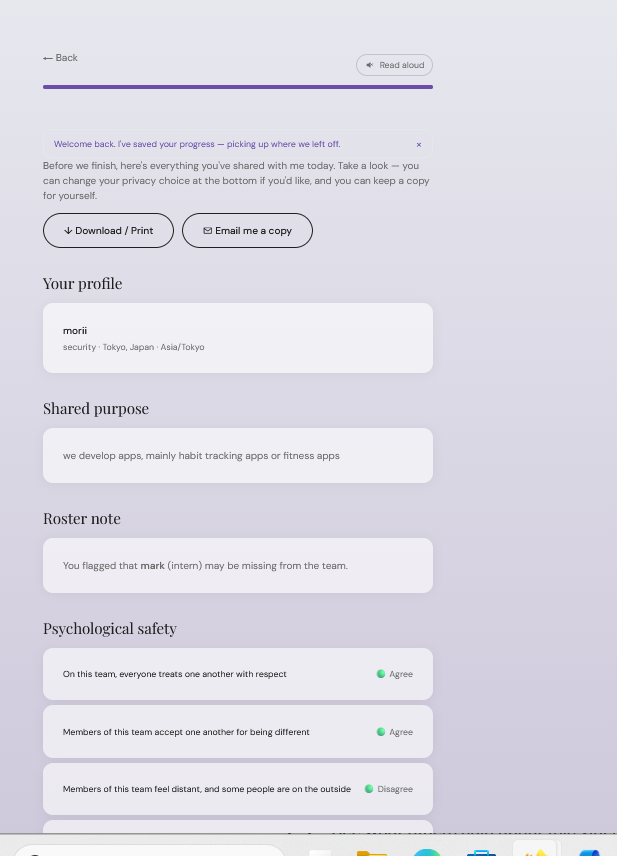 ← Back
Read aloud
Welcome back. I've saved your progress — picking up where we left off. ×
Before we finish, here's everything you've shared with me today. Take a look — you
can change your privacy choice at the bottom if you'd like, and you can keep a copy
for yourself.
↓ Download / Print
Email me a copy
Your profile
morii
security · Tokyo, Japan · Asia/Tokyo
Shared purpose
we develop apps, mainly habit tracking apps or fitness apps
Roster note
You flagged that mark (intern) may be missing from the team.
Psychological safety
On this team, everyone treats one another with respect Agree
Members of this team accept one another for being different Agree
Members of this team feel distant, and some people are on the outside Disagree